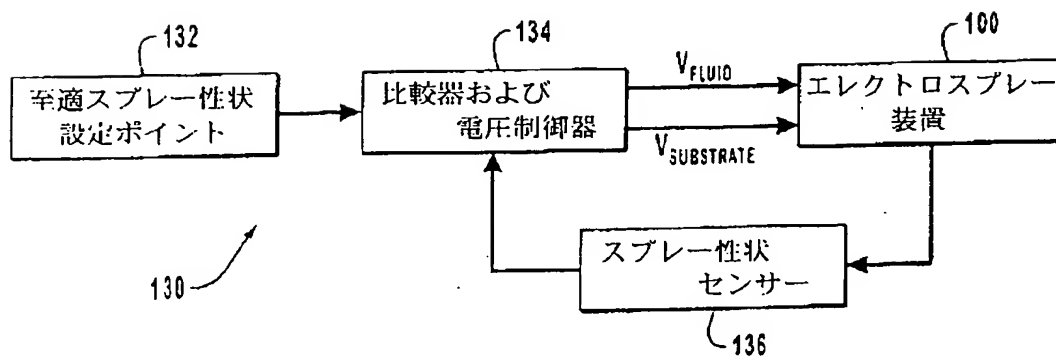 132
134
100
至適スプレー性状
設定ポイント
比較器および
電圧制御器
V_FLUID
V_SUBSTRATE
エレクトロスプレー
装置
スプレー性状
センサー
130
136